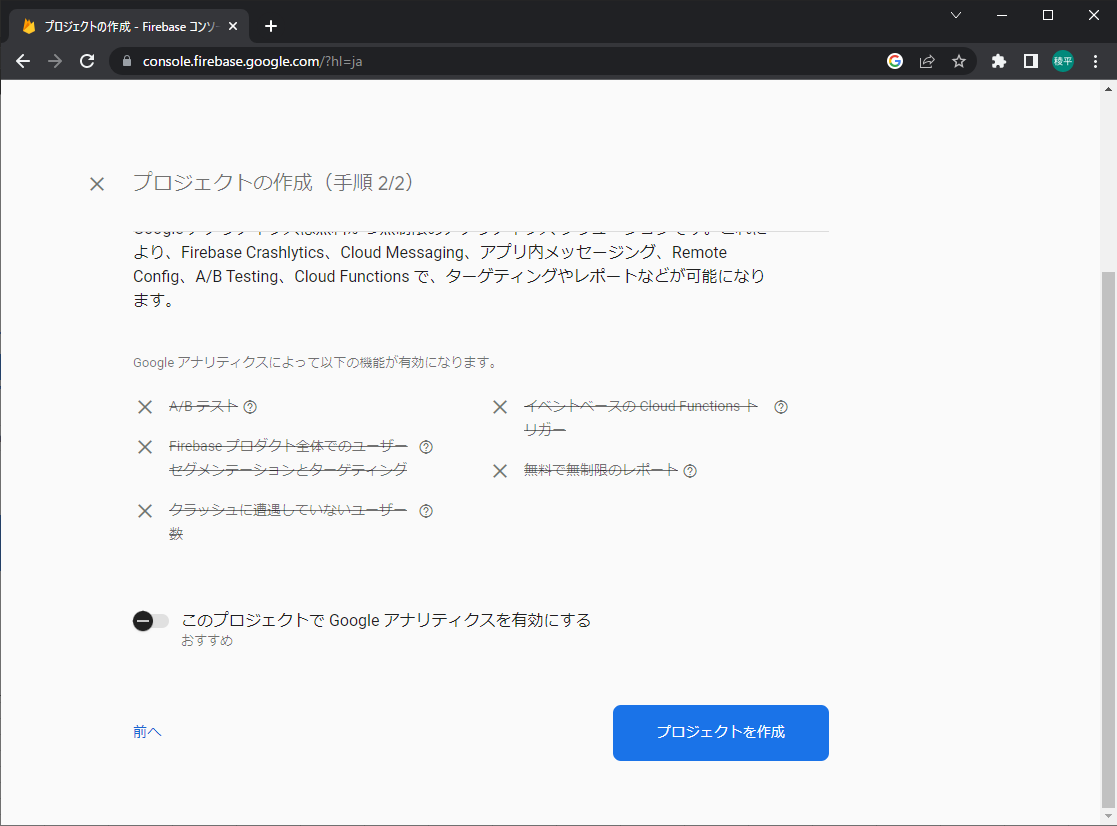 プロジェクトの作成 - Firebase コンソ
console.firebase.google.com/?hl=ja
稜平
プロジェクトの作成（手順 2/2）
より、Firebase Crashlytics、Cloud Messaging、アプリ内メッセージング、Remote
Config、A/B Testing、Cloud Functions で、ターゲティングやレポートなどが可能になり
ます。
Google アナリティクスによって以下の機能が有効になります。
A/B テスト
Firebase プロダクト全体でのユーザー
セグメンテーションとターゲティング
クラッシュに遭遇していないユーザー
数
イベントベースの Cloud Functions ト
リガー
無料で無制限のレポート
このプロジェクトで Google アナリティクスを有効にする
おすすめ
前へ
プロジェクトを作成